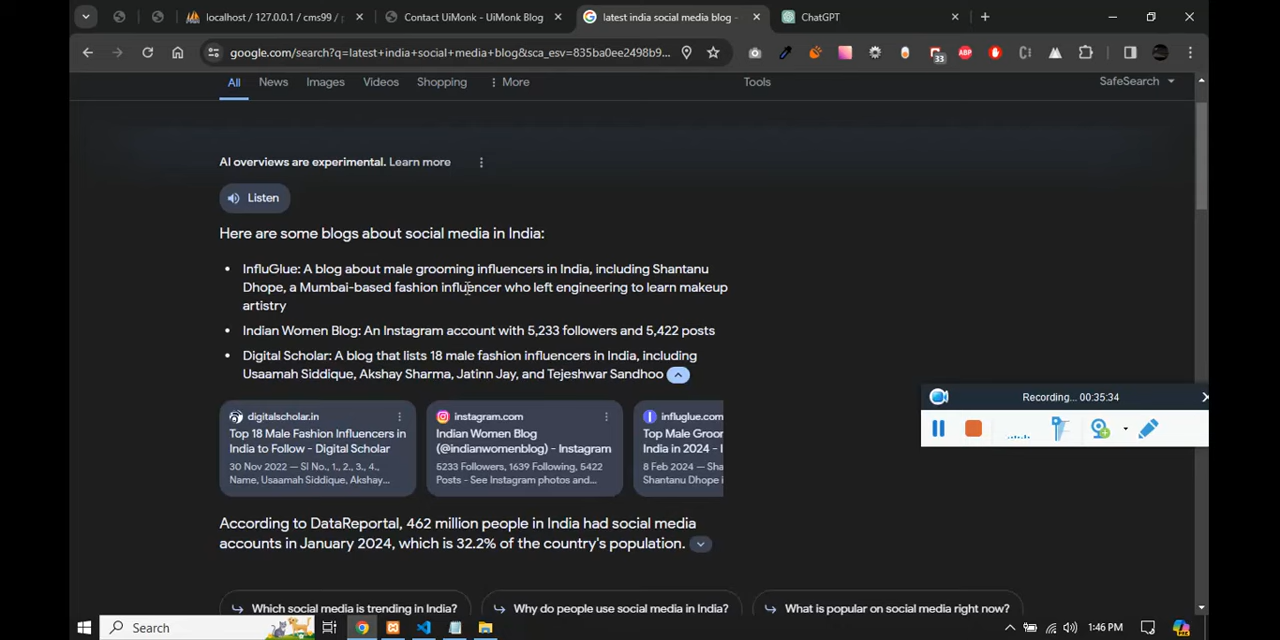 localhost / 127.0.0.1 / cms99 / p
Contact UiMonk - UiMonk Blog
latest india social media blog -
ChatGPT
google.com/search?q=latest+india+social+media+blog&sca_esv=835ba0ee2498b9...
33
ABP
All
News
Images
Videos
Shopping
More
Tools
SafeSearch
AI overviews are experimental. Learn more
Listen
Here are some blogs about social media in India:
InfluGlue: A blog about male grooming influencers in India, including Shantanu
Dhope, a Mumbai-based fashion influencer who left engineering to learn makeup
artistry
Indian Women Blog: An Instagram account with 5,233 followers and 5,422 posts
Digital Scholar: A blog that lists 18 male fashion influencers in India, including
Usaamah Siddique, Akshay Sharma, Jatinn Jay, and Tejeshwar Sandhoo
digitalscholar.in
Top 18 Male Fashion Influencers in
India to Follow - Digital Scholar
30 Nov 2022 — Sl No., 1., 2., 3., 4.,
Name, Usaamah Siddique, Akshay...
instagram.com
Indian Women Blog
(@indianwomenblog) - Instagram
5233 Followers, 1639 Following, 5422
Posts - See Instagram photos and...
influglue.com
Top Male Groor
India in 2024 - I
8 Feb 2024 — Sha
Shantanu Dhope i
Recording... 00:35:34
According to DataReportal, 462 million people in India had social media
accounts in January 2024, which is 32.2% of the country's population.
Which social media is trending in India?
Why do people use social media in India?
What is popular on social media right now?
Search
1:46 PM